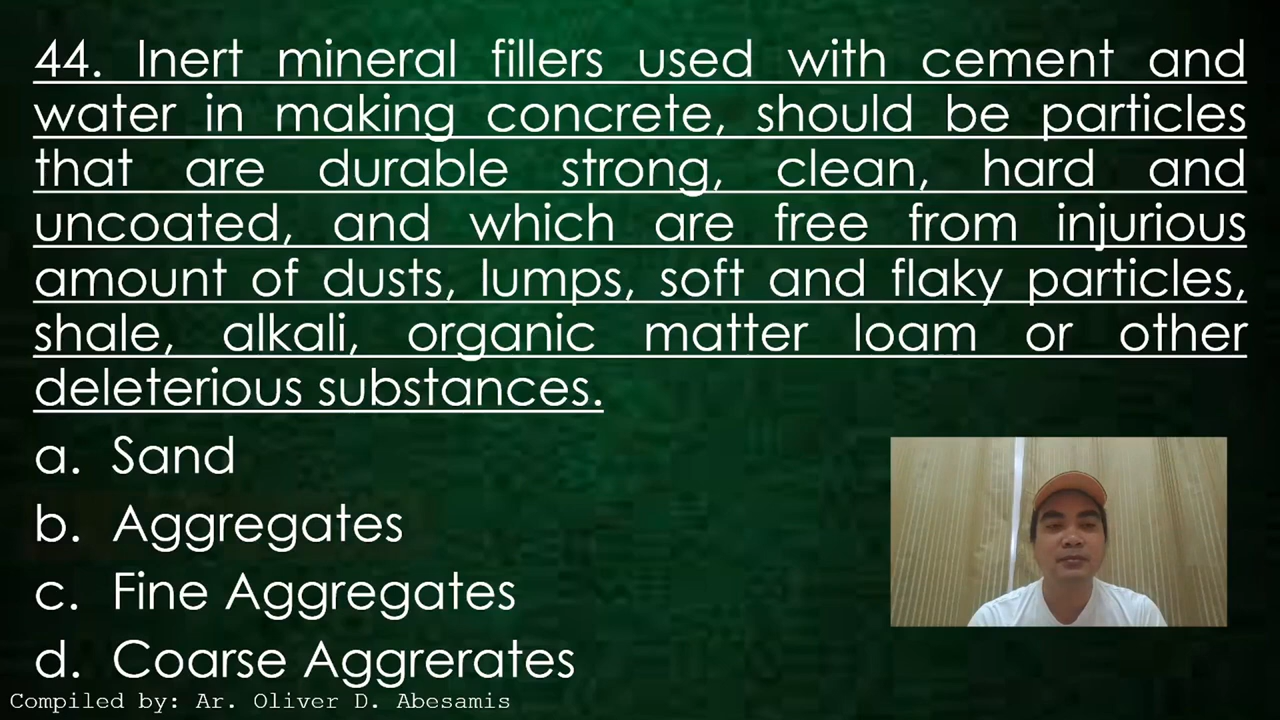 44. Inert mineral fillers used with cement and
water in making concrete, should be particles
that are durable strong, clean, hard and
uncoated, and which are free from injurious
amount of dusts, lumps, soft and flaky particles,
shale, alkali, organic matter loam or other
deleterious substances.
a. Sand
b. Aggregates
c. Fine Aggregates
d. Coarse Aggrerates
Compiled by: Ar. Oliver D. Abesamis